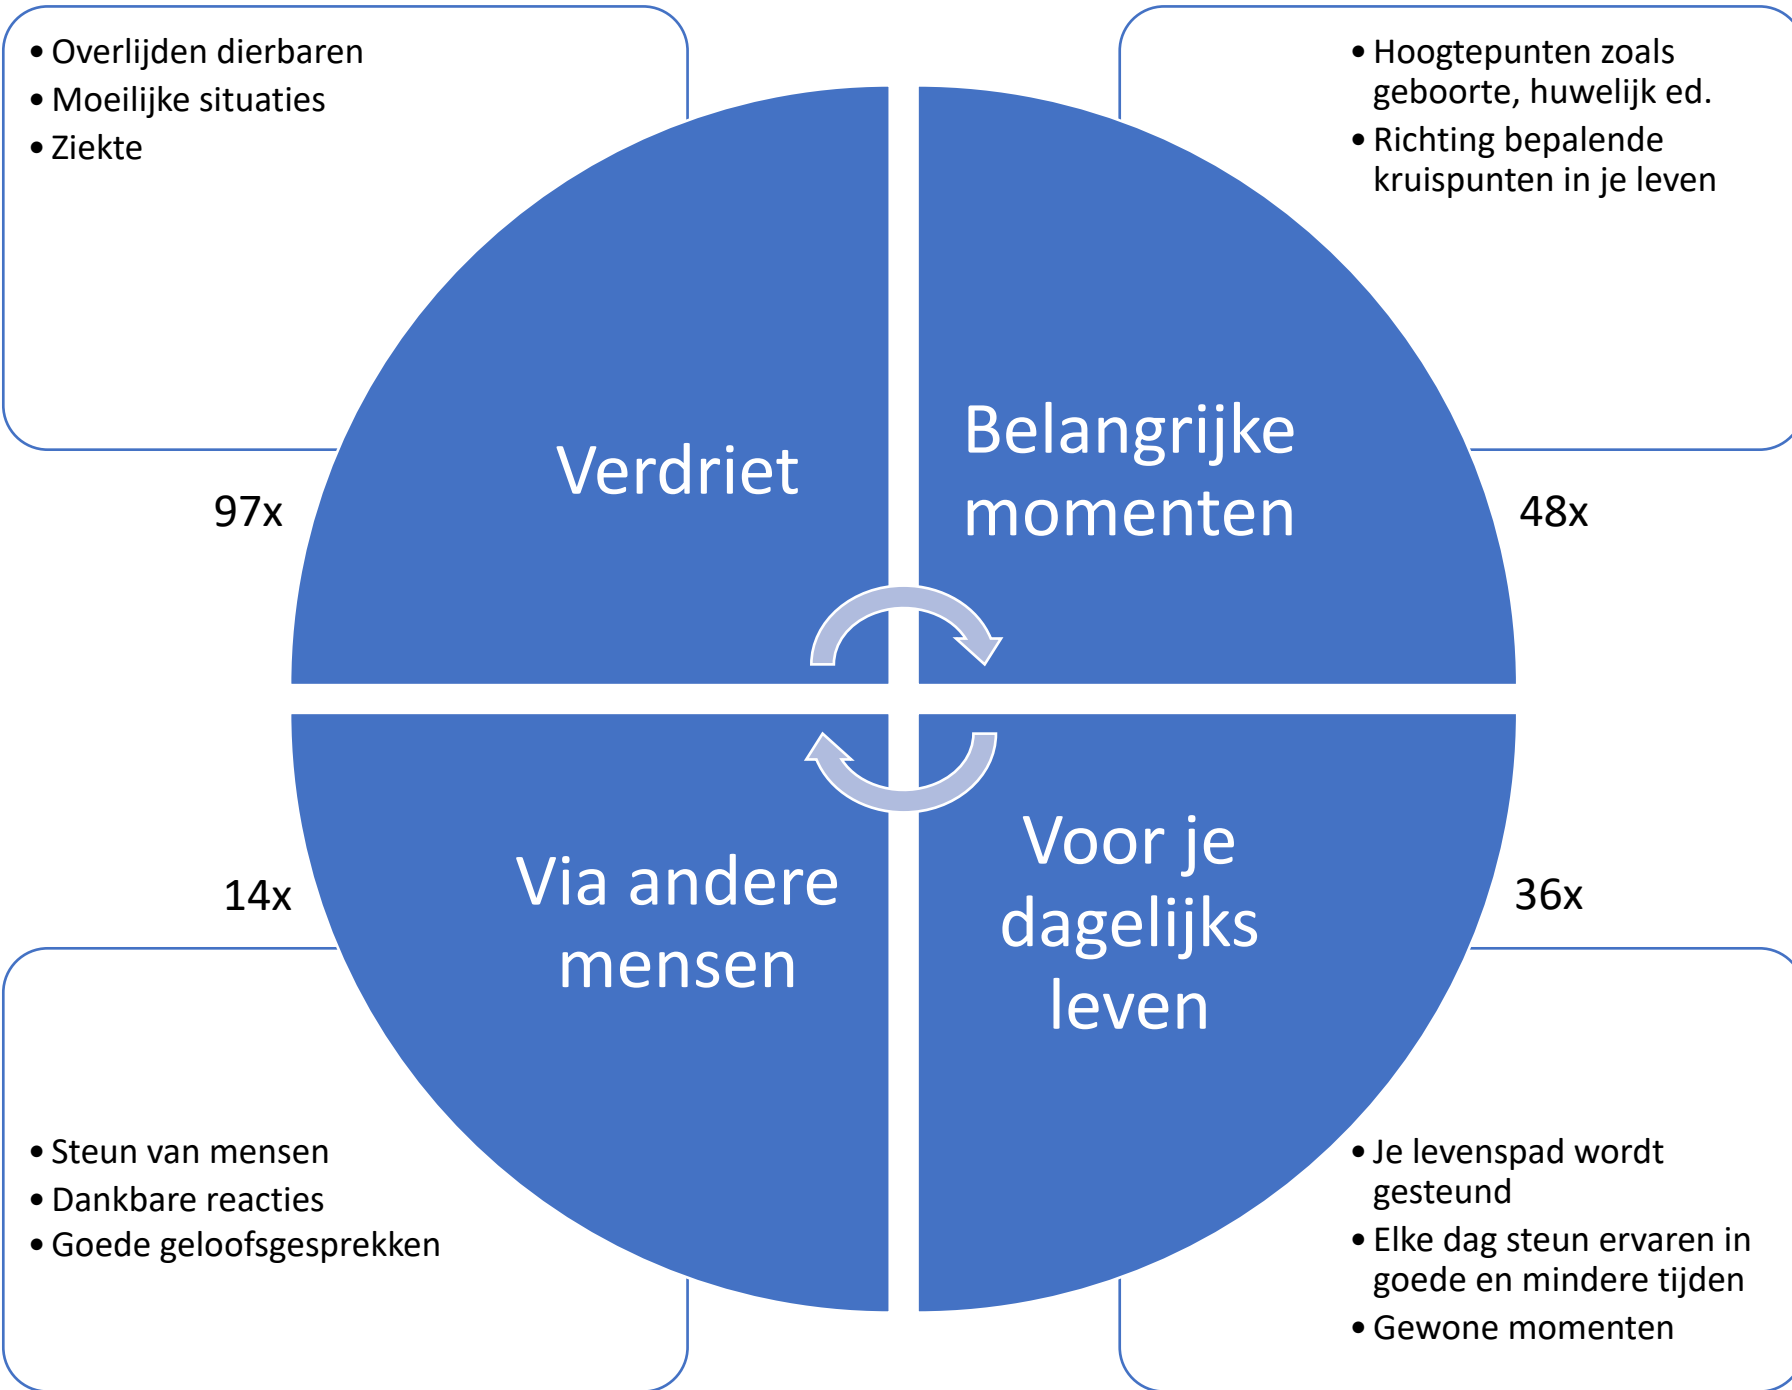 • Overlijden dierbaren
• Moeilijke situaties
• Ziekte
• Hoogtepunten zoals
geboorte, huwelijk ed.
• Richting bepalende
kruispunten in je leven
Verdriet
Belangrijke
momenten
97x
48x
Via andere
mensen
Voor je
dagelijks
leven
14x
36x
• Steun van mensen
• Dankbare reacties
• Goede geloofsgesprekken
• Je levenspad wordt
gesteund
• Elke dag steun ervaren in
goede en mindere tijden
• Gewone momenten